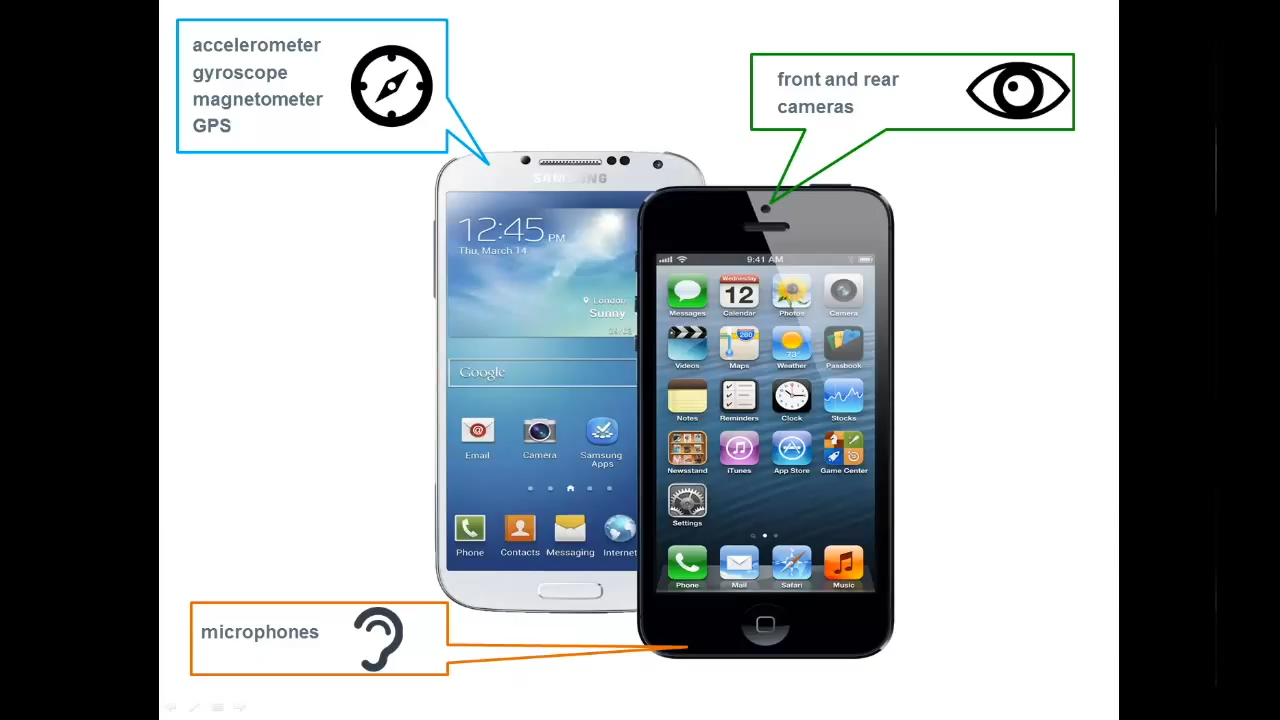 accelerometer
gyroscope
magnetometer
GPS
front and rear
cameras
SAMSUNG
12:45 PM
Thu, March 14
London
Sunny
Google
Email
Camera
Samsung
Apps
Phone
Contacts
Messaging
Internet
9:41 AM
Wednesday
12
280
73°
Messages
Calendar
Photos
Camera
Videos
Maps
Weather
Passbook
Notes
Reminders
Clock
Stocks
Newsstand
iTunes
App Store
Game Center
Settings
Phone
Mail
Safari
Music
microphones